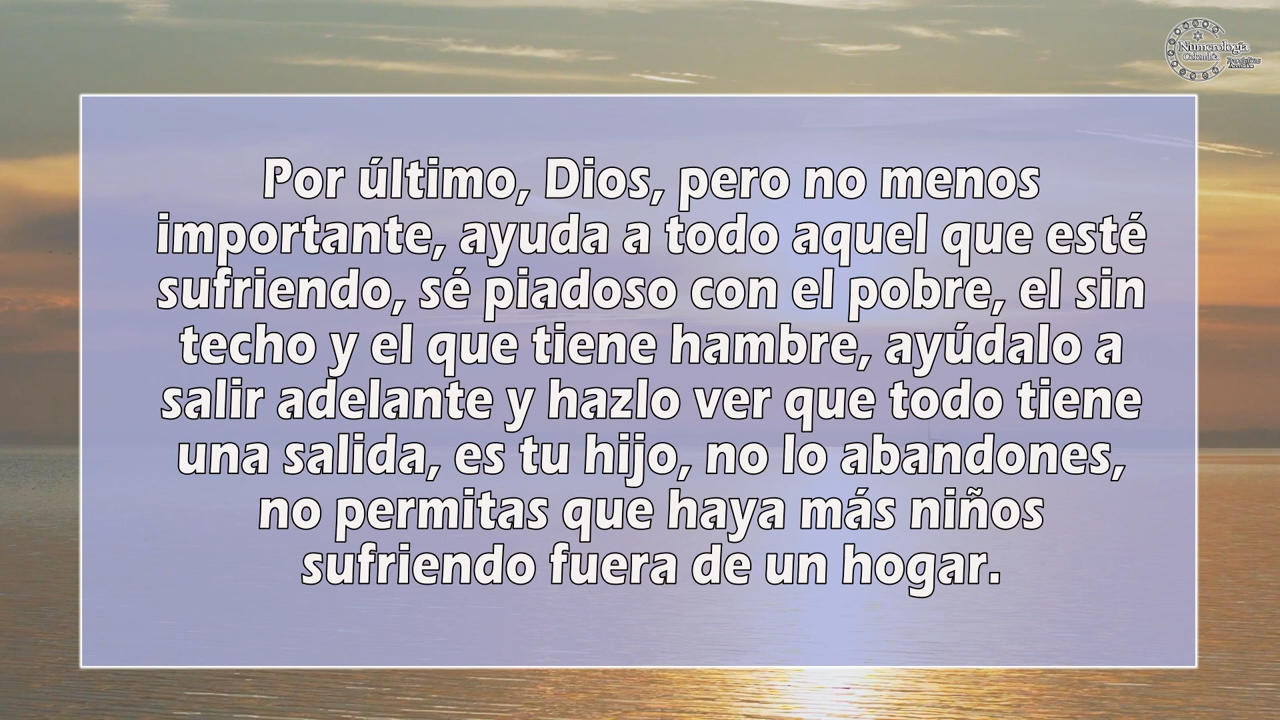 Numerología
Colombia
Por último, Dios, pero no menos
importante, ayuda a todo aquel que esté
sufriendo, sé piadoso con el pobre, el sin
techo y el que tiene hambre, ayúdalo a
salir adelante y hazlo ver que todo tiene
una salida, es tu hijo, no lo abandones,
no permitas que haya más niños
sufriendo fuera de un hogar.